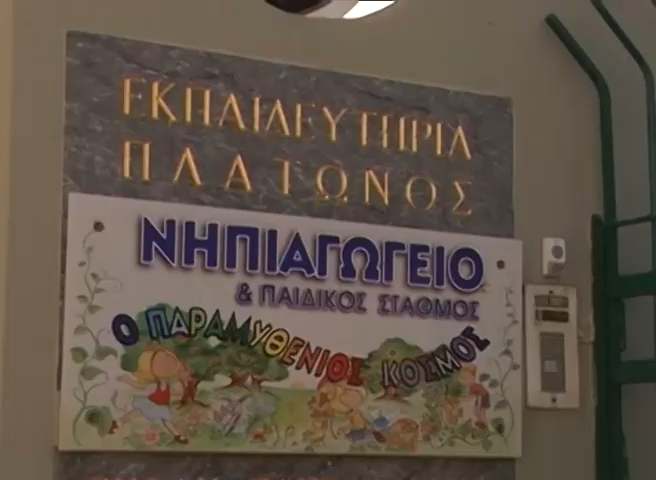 ΕΚΠΑΙΔΕΥΤΗΡΙΑ
ΠΛΑΤΩΝΟΣ
ΝΗΠΙΑΓΩΓΕΙΟ
& ΠΑΙΔΙΚΟΣ ΣΤΑΘΜΟΣ
Ο ΠΑΡΑΜΥΘΕΝΙΟΣ ΚΟΣΜΟΣ